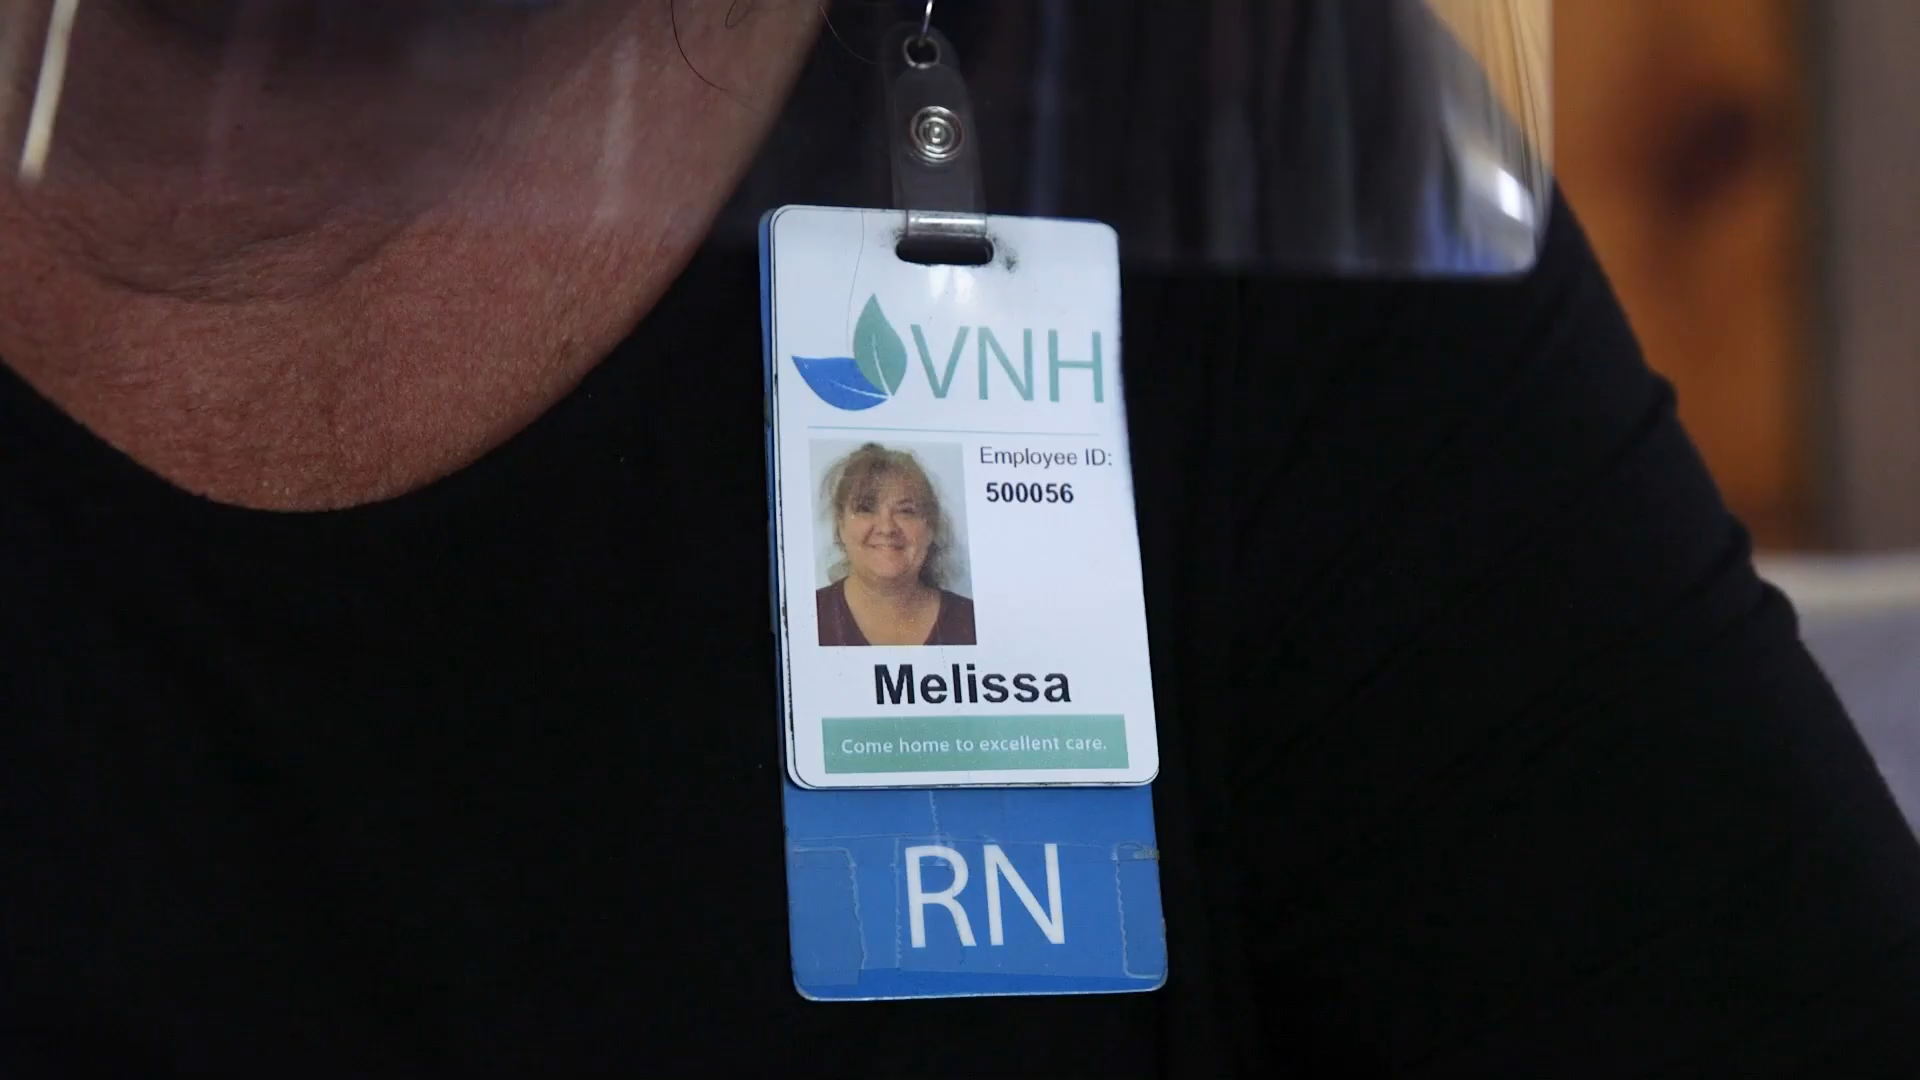 VNH
Employee ID:
500056
Melissa
Come home to excellent care.
RN